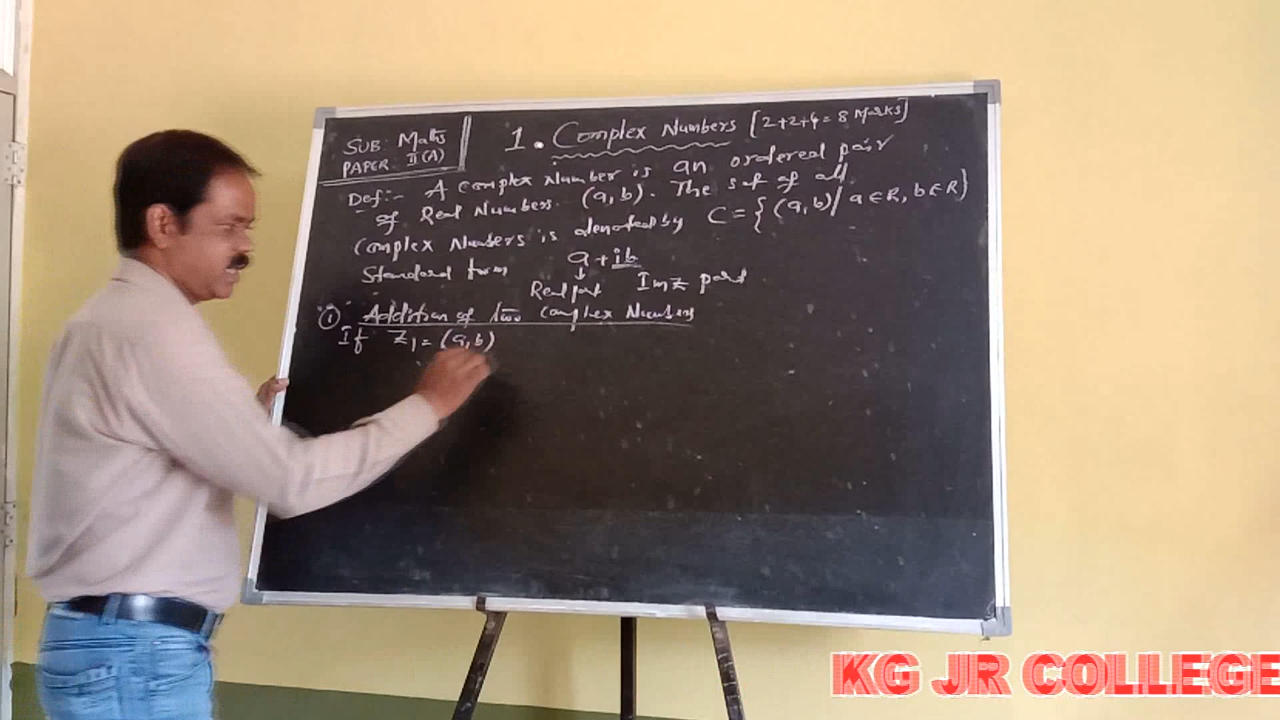 SUB: Maths
PAPER: II (A)
1. Complex Numbers [2+2+4 = 8 Marks]
Def:- A complex Number is an ordered pair
of Real Numbers (a, b). The set of all
Complex Numbers is denoted by C = {(a, b) / a ∈ R, b ∈ R}
Standard form a + ib
↓
Real part Imz part
① Addition of two complex Numbers
If Z₁ = (a, b)
KG JR COLLEGE